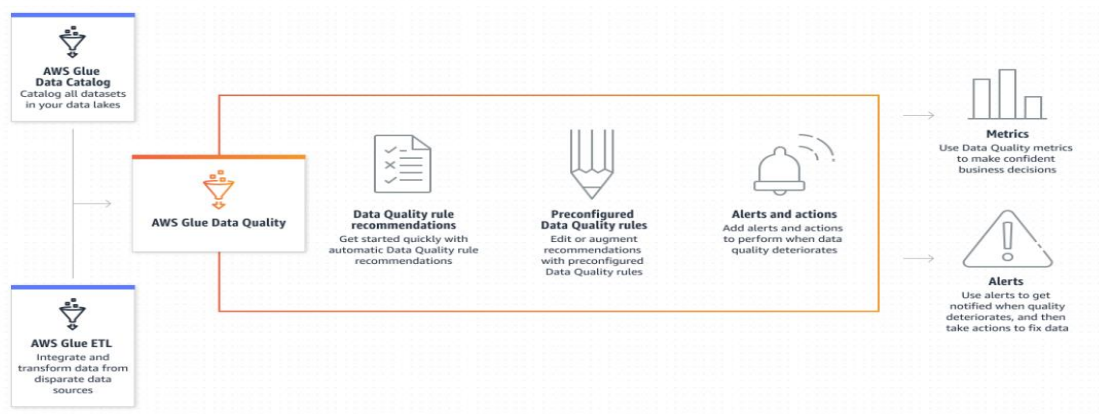 AWS Glue
Data Catalog
Catalog all datasets
in your data lakes
AWS Glue Data Quality
AWS Glue ETL
Integrate and
transform data from
disparate data
sources
Data Quality rule
recommendations
Get started quickly with
automatic Data Quality rule
recommendations
Preconfigured
Data Quality rules
Edit or augment
recommendations
with preconfigured
Data Quality rules
Alerts and actions
Add alerts and actions
to perform when data
quality deteriorates
Metrics
Use Data Quality metrics
to make confident
business decisions
Alerts
Use alerts to get
notified when quality
deteriorates, and then
take actions to fix data